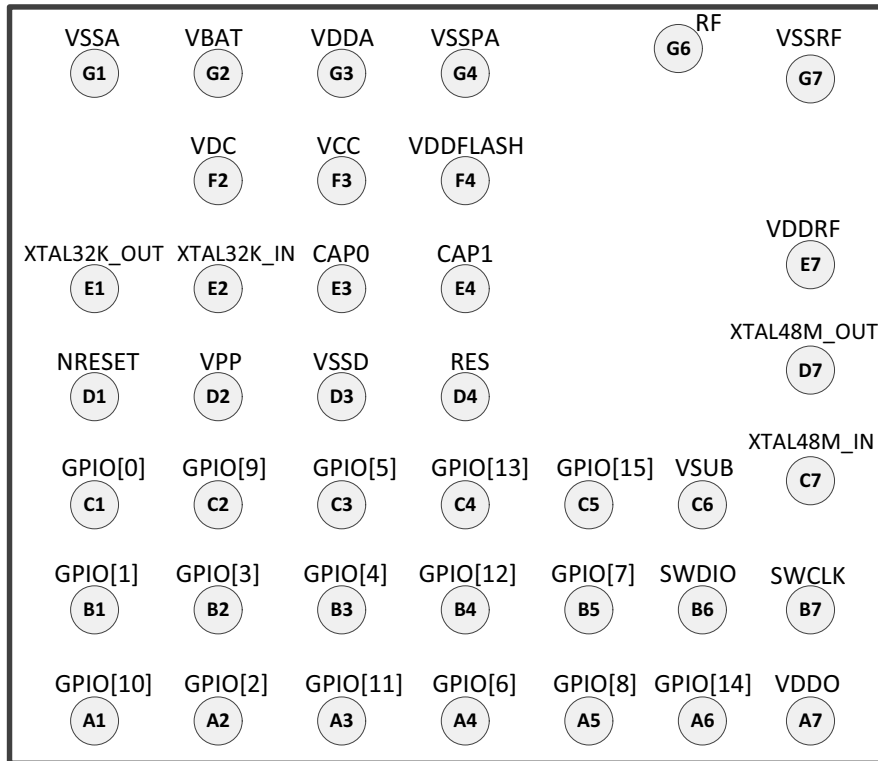 RF
VSSA VBAT VDDA VSSPA VSSRF
G1 G2 G3 G4 G6 G7
VDC VCC VDDFLASH
F2 F3 F4
VDDRF
XTAL32K_OUT XTAL32K_IN CAP0 CAP1
E1 E2 E3 E4 E7
XTAL48M_OUT
NRESET VPP VSSD RES
D1 D2 D3 D4 D7
XTAL48M_IN
GPIO[0] GPIO[9] GPIO[5] GPIO[13] GPIO[15] VSUB
C1 C2 C3 C4 C5 C6 C7
GPIO[1] GPIO[3] GPIO[4] GPIO[12] GPIO[7] SWDIO SWCLK
B1 B2 B3 B4 B5 B6 B7
GPIO[10] GPIO[2] GPIO[11] GPIO[6] GPIO[8] GPIO[14] VDDO
A1 A2 A3 A4 A5 A6 A7